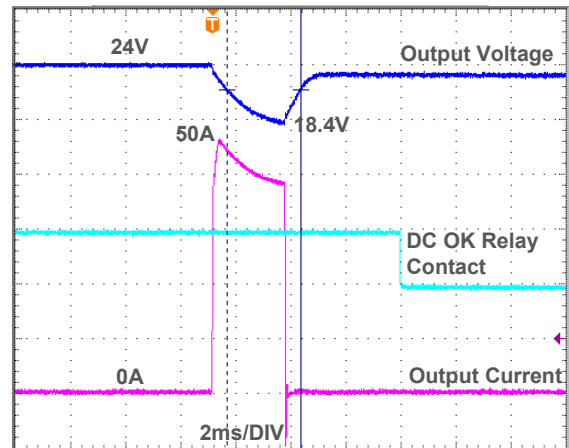 T
24V
Output Voltage
18.4V
50A
DC OK Relay
Contact
0A
Output Current
2ms/DIV